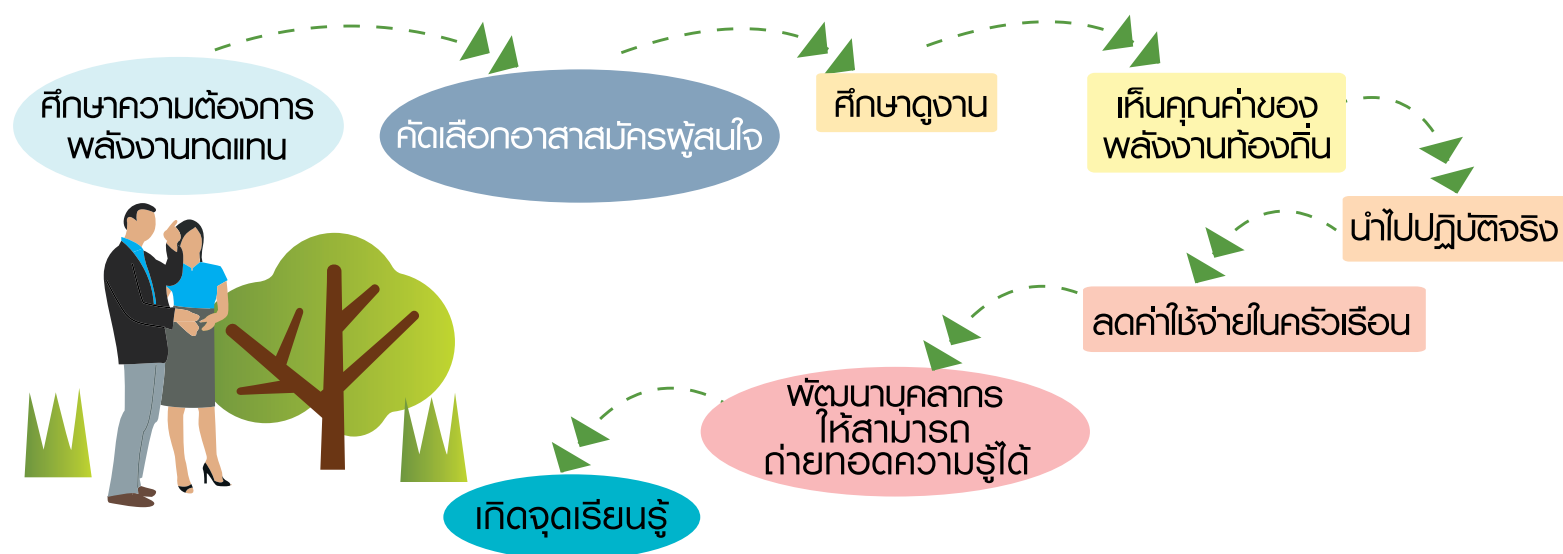 ศึกษาความต้องการ
พลังงานทดแทน
คัดเลือกอาสาสมัครผู้สนใจ
ศึกษาดูงาน
เห็นคุณค่าของ
พลังงานท้องถิ่น
นำไปปฏิบัติจริง
ลดค่าใช้จ่ายในครัวเรือน
พัฒนาบุคลากร
ให้สามารถ
ถ่ายทอดความรู้ได้
เกิดจุดเรียนรู้